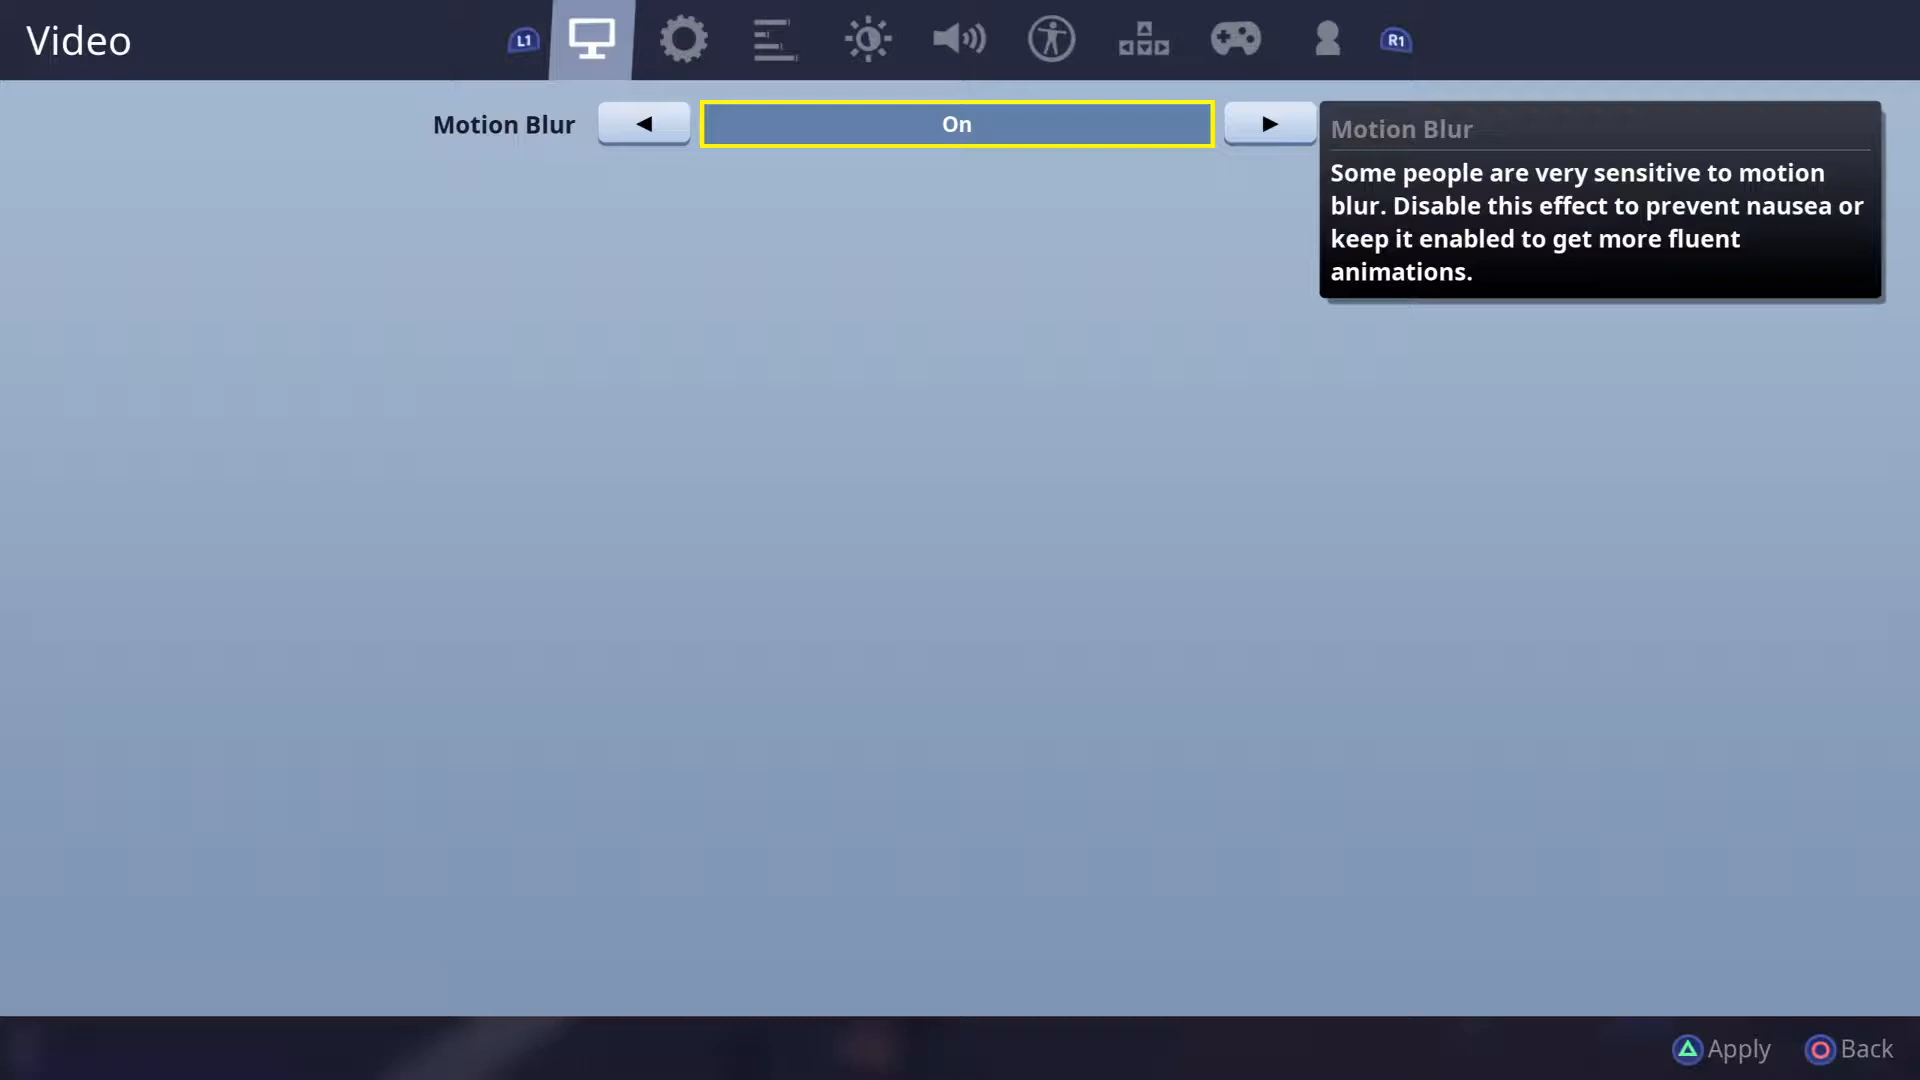 Video
L1
R1
Motion Blur
On
Motion Blur
Some people are very sensitive to motion
blur. Disable this effect to prevent nausea or
keep it enabled to get more fluent
animations.
Apply
Back